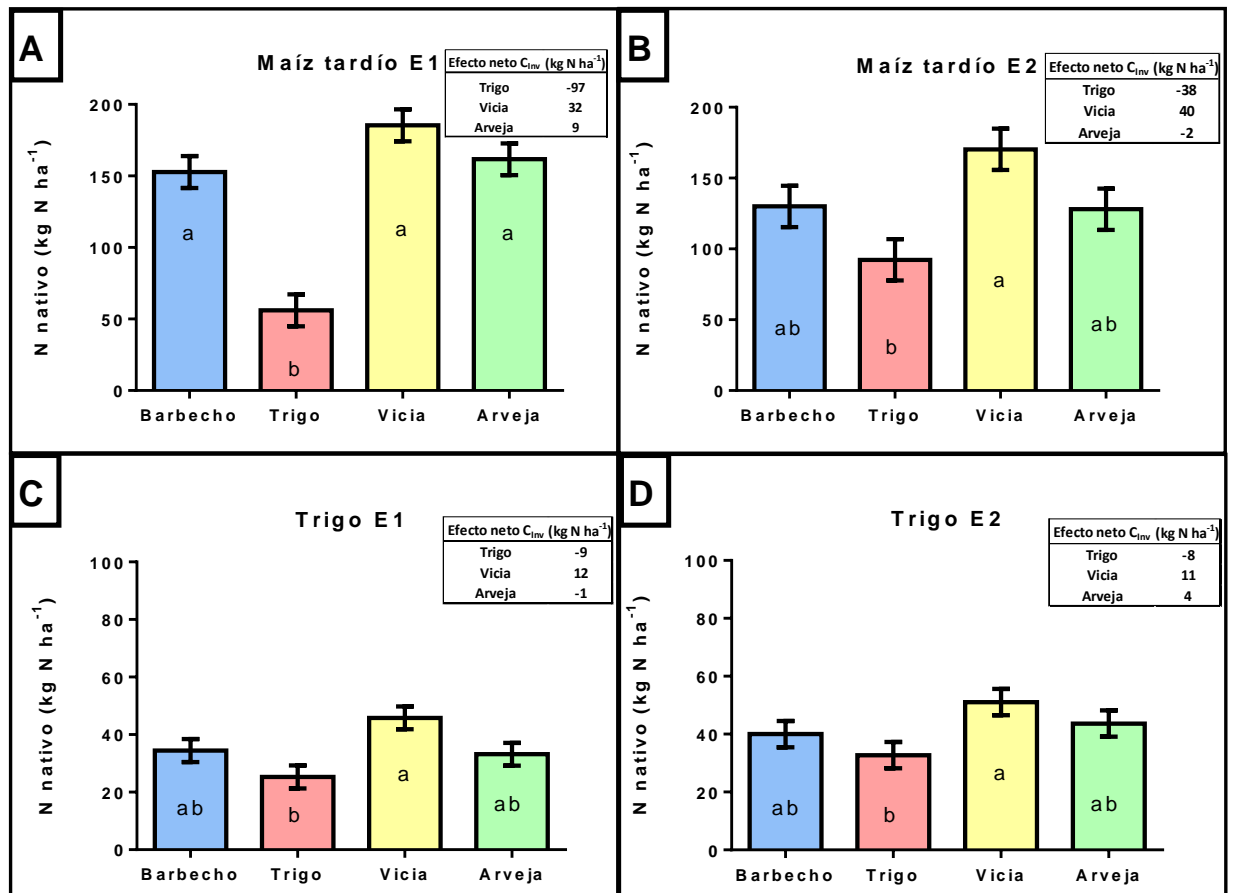 A
Maíz tardío E1
Efecto neto C_Inv (kg N ha⁻¹)
Trigo -97
Vicia 32
Arveja 9
N nativo (kg N ha⁻¹)
200
150
100
50
0
a
b
a
a
Barbecho Trigo Vicia Arveja
B
Maíz tardío E2
Efecto neto C_Inv (kg N ha⁻¹)
Trigo -38
Vicia 40
Arveja -2
N nativo (kg N ha⁻¹)
200
150
100
50
0
ab
b
a
ab
Barbecho Trigo Vicia Arveja
C
Trigo E1
Efecto neto C_Inv (kg N ha⁻¹)
Trigo -9
Vicia 12
Arveja -1
N nativo (kg N ha⁻¹)
100
80
60
40
20
0
ab
b
a
ab
Barbecho Trigo Vicia Arveja
D
Trigo E2
Efecto neto C_Inv (kg N ha⁻¹)
Trigo -8
Vicia 11
Arveja 4
N nativo (kg N ha⁻¹)
100
80
60
40
20
0
ab
b
a
ab
Barbecho Trigo Vicia Arveja